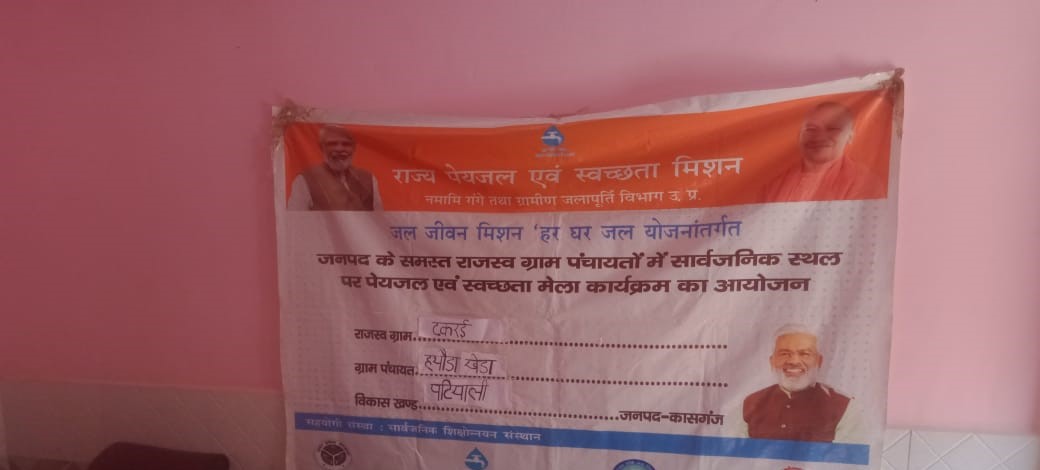 राज्य पेयजल एवं स्वच्छता मिशन
नमामि गंगे तथा ग्रामीण जलापूर्ति विभाग उ. प्र.
जल जीवन मिशन 'हर घर जल योजनांतर्गत
जनपद के समस्त राजस्व ग्राम पंचायतों में सार्वजनिक स्थल
पर पेयजल एवं स्वच्छता मेला कार्यक्रम का आयोजन
राजस्व ग्राम टकरई
ग्राम पंचायत हथौडा खेडा
विकास खण्ड पटियाली जनपद-कासगंज
सहयोगी संस्था : सार्वजनिक शिक्षोन्नयन संस्थान